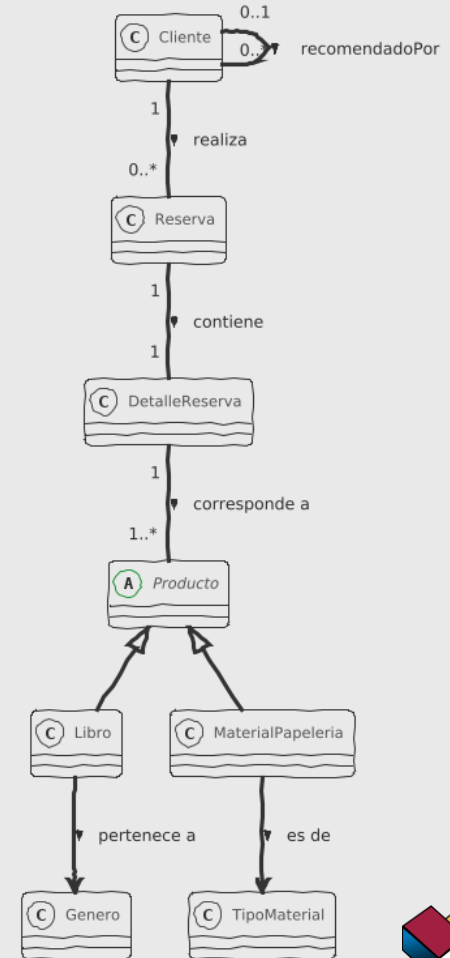 0..1
C Cliente
0..*
recomendadoPor
1
realiza
0..*
C Reserva
1
contiene
1
C DetalleReserva
1
corresponde a
1..*
A Producto
C Libro
C MaterialPapeleria
pertenece a
es de
C Genero
C TipoMaterial